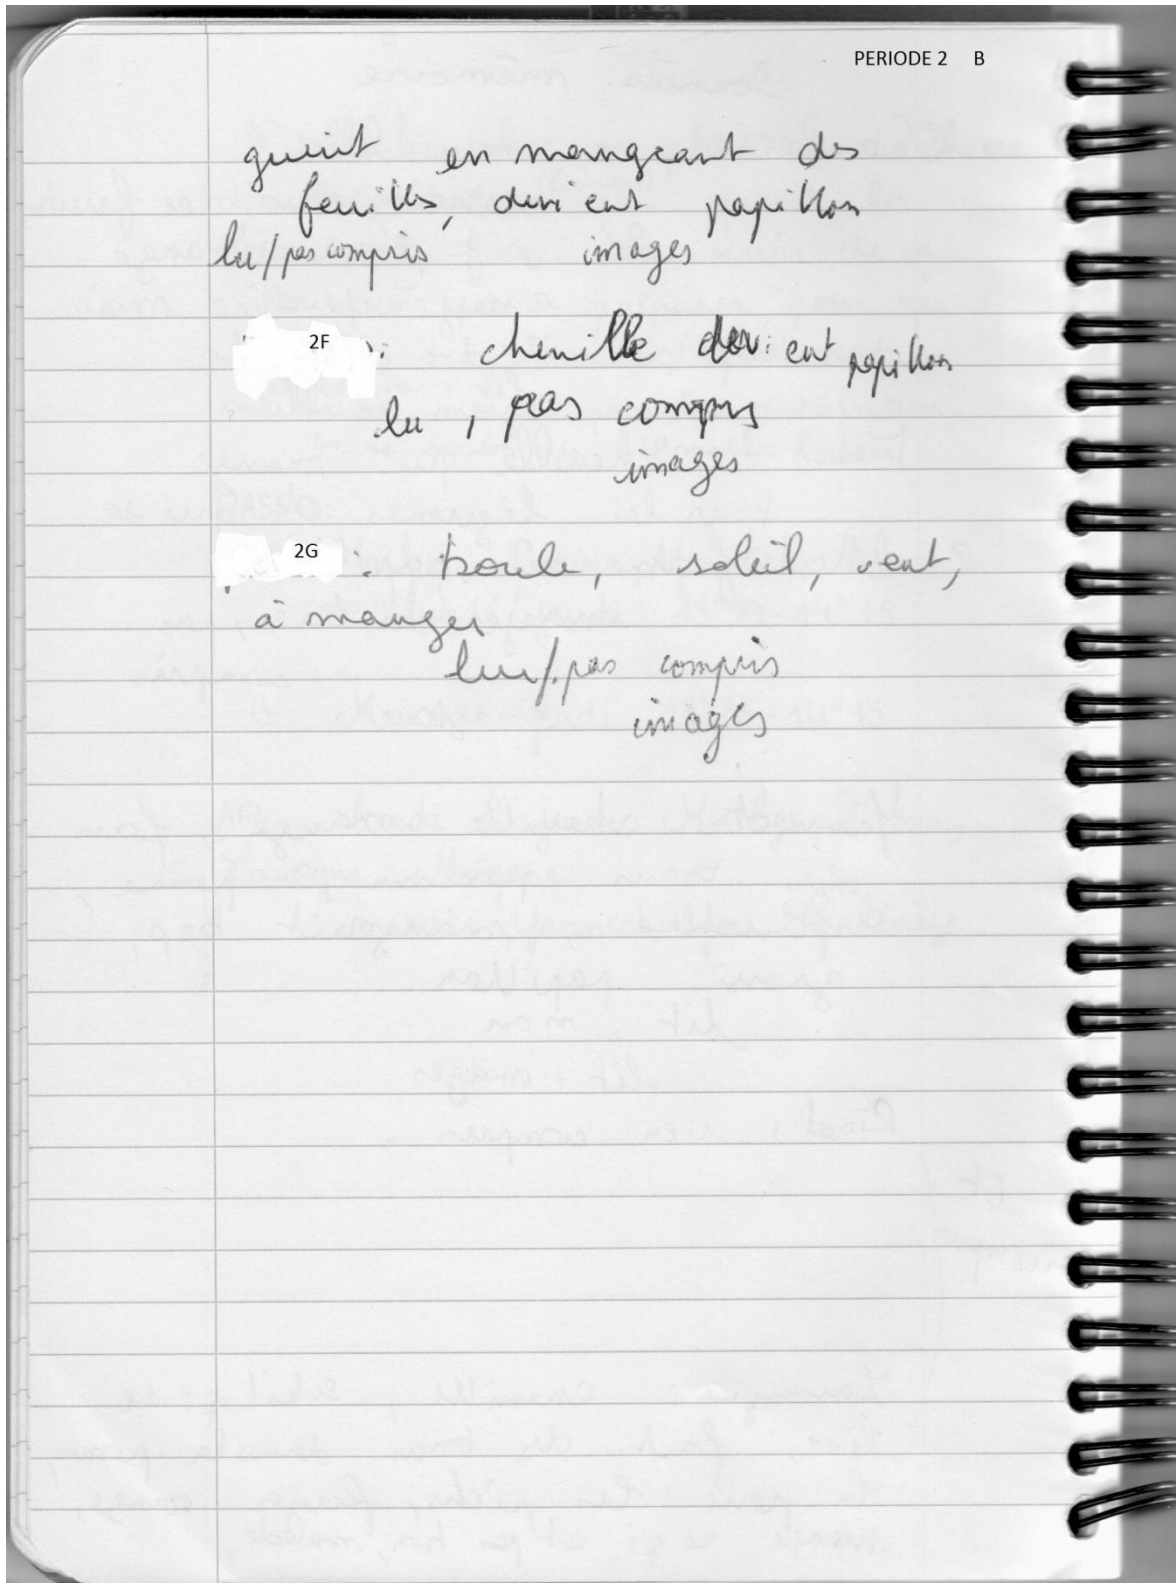 PERIODE 2 B
guérit en mangeant des
feuilles, devient papillon
lu/pas compris images
2F : chenille devient papillon
lu, pas compris
images
2G : boule, soleil, vent,
à manger
lu/pas compris
images